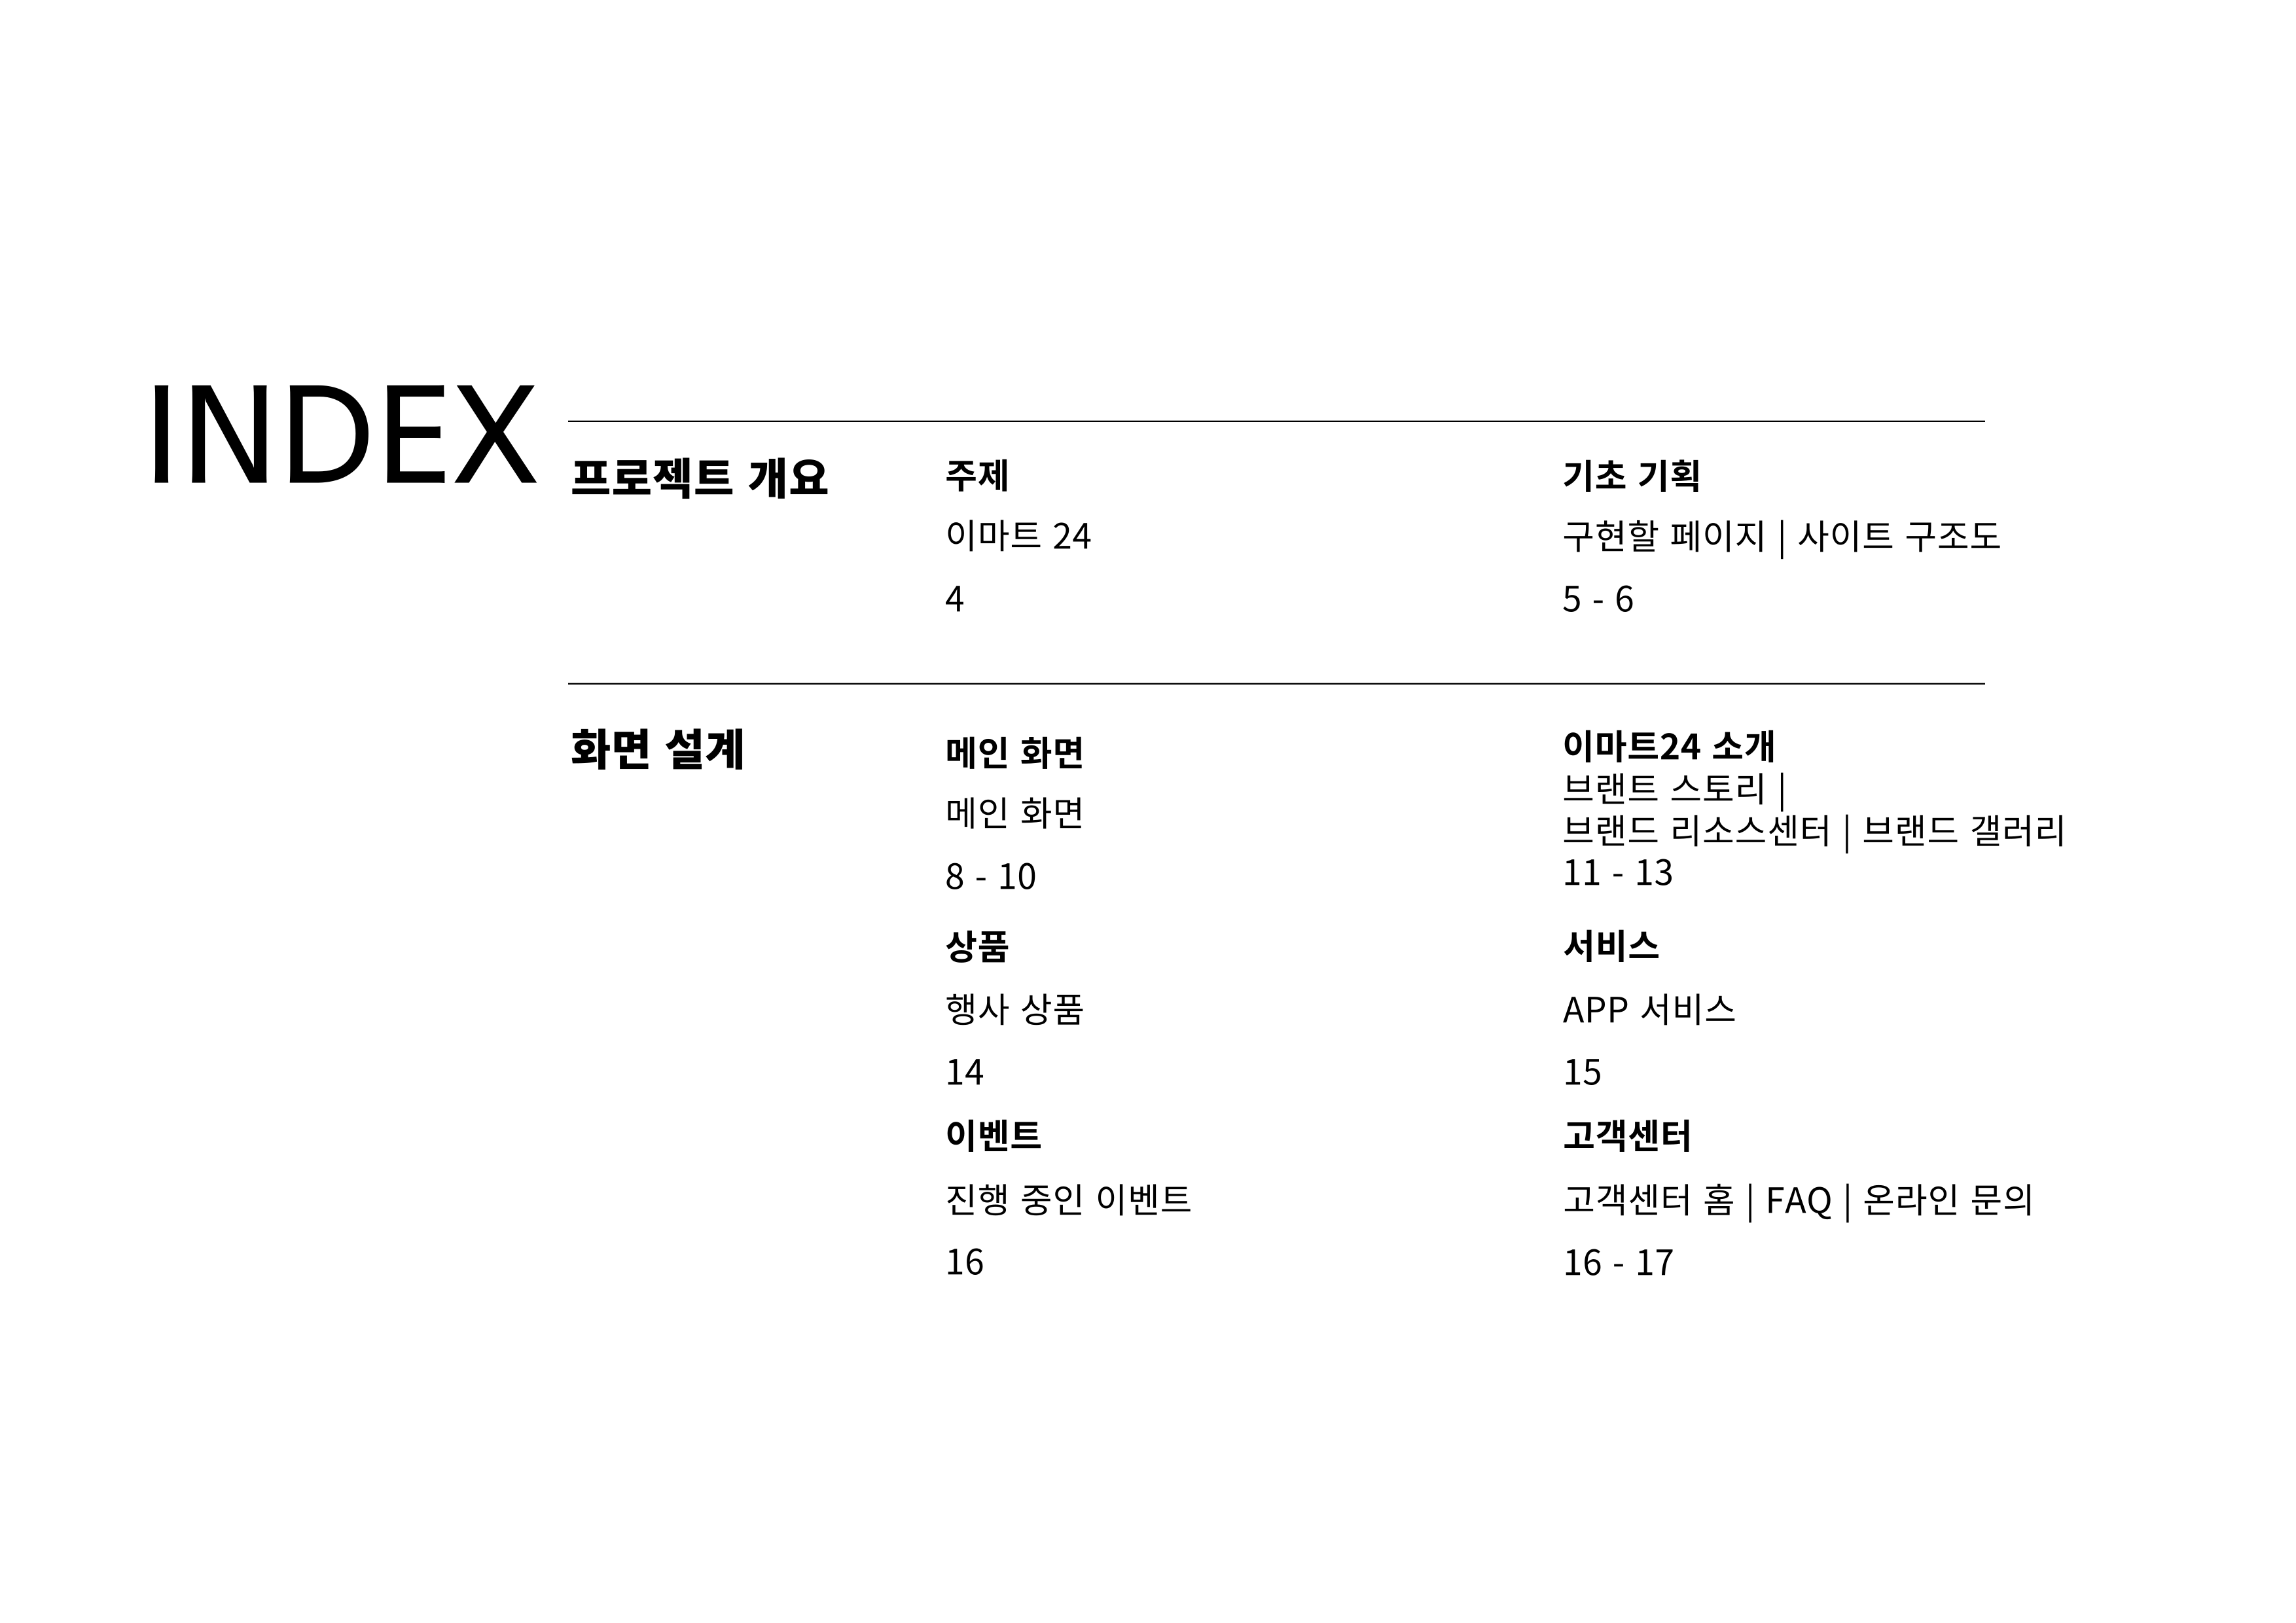 INDEX
프로젝트 개요
주제
이마트 24
4
기초 기획
구현할 페이지 | 사이트 구조도
5 - 6
화면 설계
메인 화면
메인 화면
8 - 10
이마트24 소개
브랜트 스토리 |
브랜드 리소스센터 | 브랜드 갤러리
11 - 13
상품
행사 상품
14
서비스
APP 서비스
15
이벤트
진행 중인 이벤트
16
고객센터
고객센터 홈 | FAQ | 온라인 문의
16 - 17